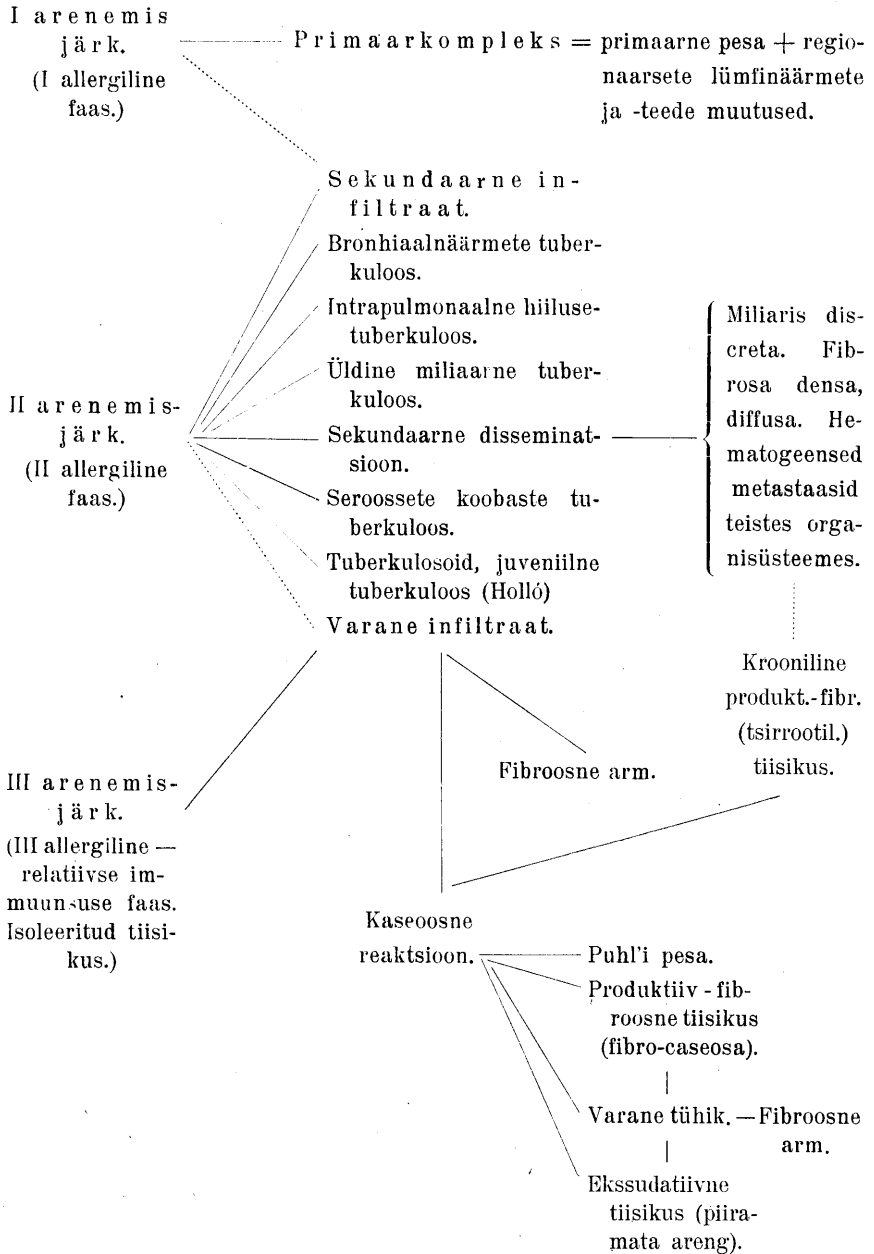 I arenemis
järk.
(I allergiline
faas.)
Primaarkompleks = primaarne pesa + regio-
naarsete lümfinäärmete
ja -teede muutused.
Sekundaarne in-
filtraat.
Bronhiaalnäärmete tuber-
kuloos.
Intrapulmonaalne hiiluse-
tuberkuloos.
Üldine miliaarne tuber-
kuloos.
II arenemis-
järk.
(II allergiline
faas.)
Sekundaarne disseminat-
sioon.
Seroossete koobaste tu-
berkuloos.
Tuberkulosoid, juveniilne
tuberkuloos (Holló)
Varane infiltraat.
Miliaris dis-
creta. Fib-
rosa densa,
diffusa. He-
matogeensed
metastaasid
teistes orga-
nisüsteemes.
Krooniline
produkt.-fibr.
(tsirrootil.)
tiisikus.
Fibroosne arm.
III arenemis-
järk.
(III allergiline —
relatiivse im-
muunsuse faas.
Isoleeritud tiisi-
kus.)
Kaseoosne
reaktsioon.
Puhl'i pesa.
Produktiiv-fib-
roosne tiisikus
(fibro-caseosa).
Varane tühik. — Fibroosne
arm.
Ekssudatiivne
tiisikus (piira-
mata areng).